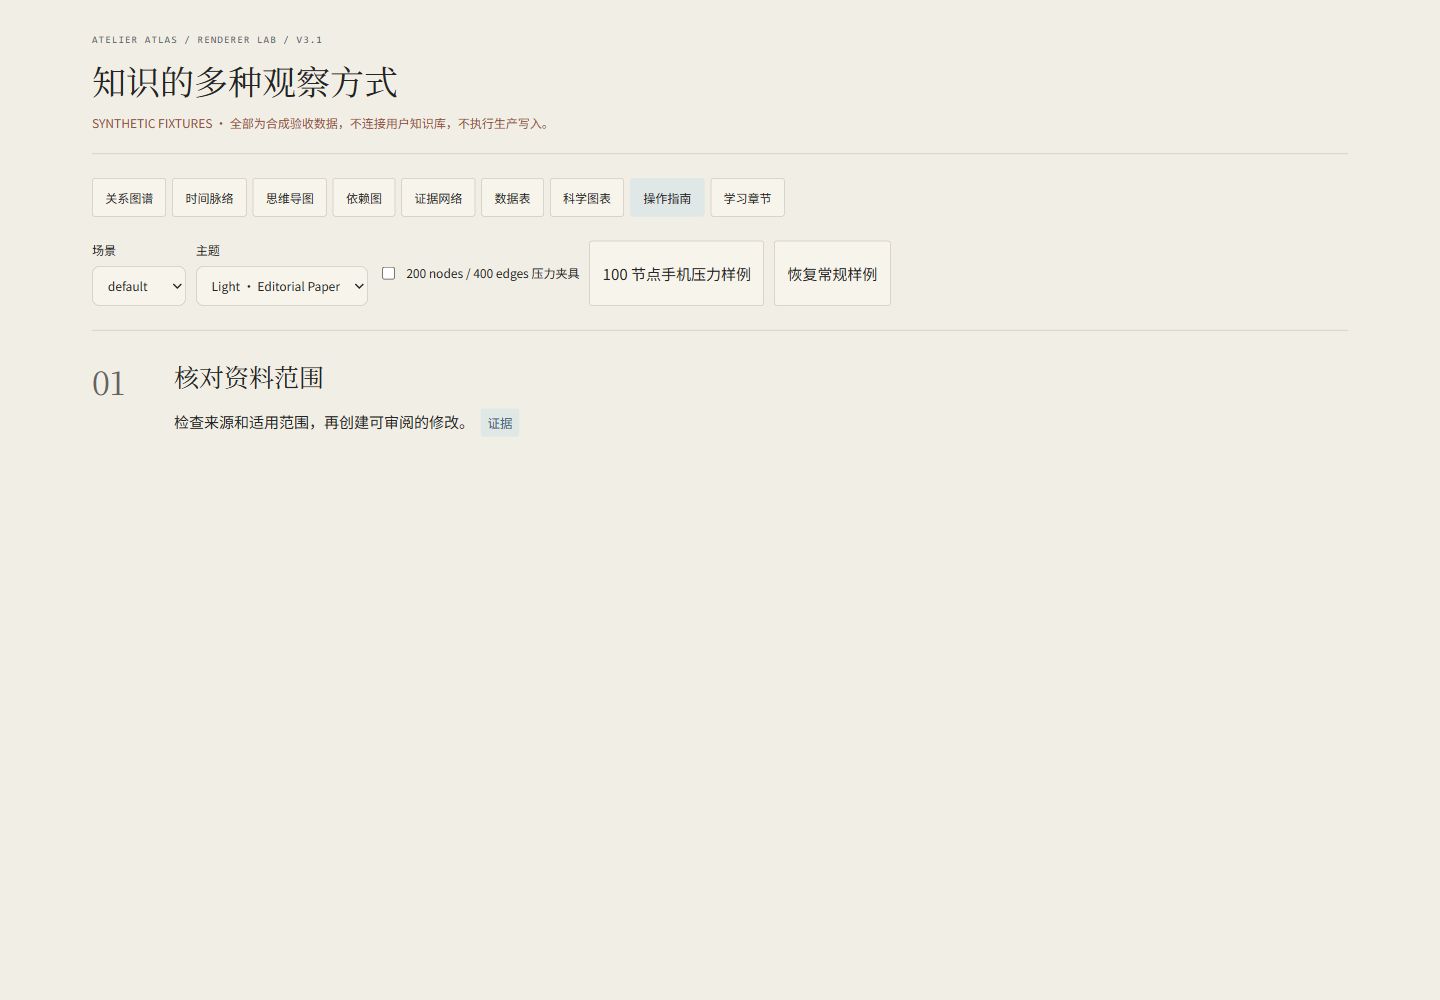 ATELIER ATLAS / RENDERER LAB / V3.1
知识的多种观察方式
SYNTHETIC FIXTURES · 全部为合成验收数据，不连接用户知识库，不执行生产写入。
关系图谱 时间脉络 思维导图 依赖图 证据网络 数据表 科学图表 操作指南 学习章节
场景 主题
default Light · Editorial Paper 200 nodes / 400 edges 压力夹具 100 节点手机压力样例 恢复常规样例
01 核对资料范围
检查来源和适用范围，再创建可审阅的修改。 证据